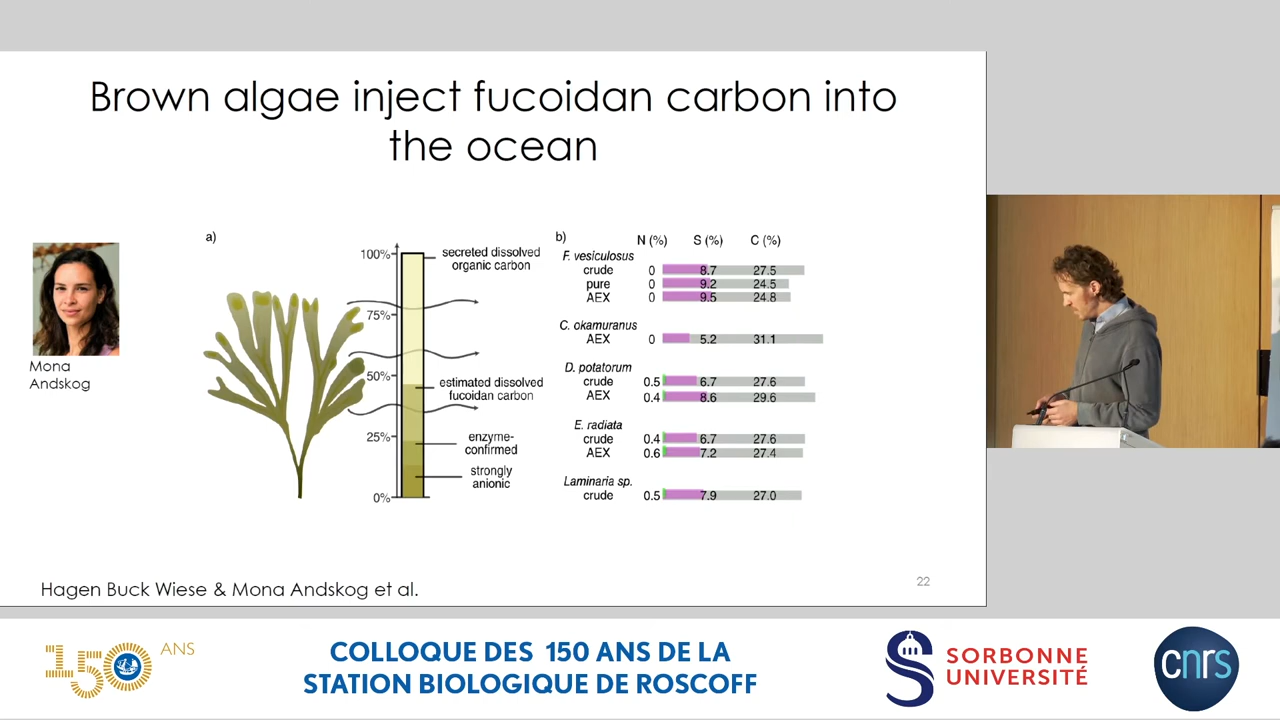 Brown algae inject fucoidan carbon into
the ocean
Mona
Andskog
a)
100%
75%
50%
25%
0%
secreted dissolved
organic carbon
estimated dissolved
fucoidan carbon
enzyme-
confirmed
strongly
anionic
b)
N (%) S (%) C (%)
F. vesiculosus
crude 0 8.7 27.5
pure 0 9.2 24.5
AEX 0 9.5 24.8
C. okamuranus
AEX 0 5.2 31.1
D. potatorum
crude 0.5 6.7 27.6
AEX 0.4 8.6 29.6
E. radiata
crude 0.4 6.7 27.6
AEX 0.6 7.2 27.4
Laminaria sp.
crude 0.5 7.9 27.0
Hagen Buck Wiese & Mona Andskog et al.
22
150 ANS
COLLOQUE DES 150 ANS DE LA
STATION BIOLOGIQUE DE ROSCOFF
SORBONNE
UNIVERSITÉ
cnrs